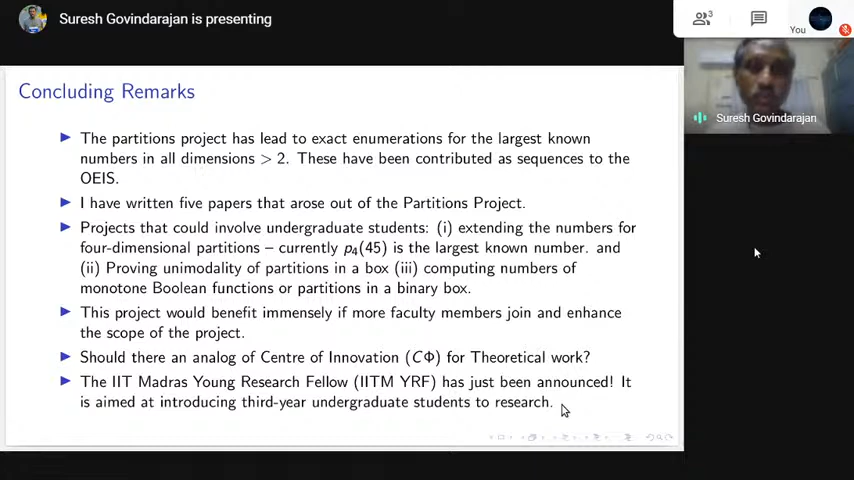 Suresh Govindarajan is presenting
3
You
Suresh Govindarajan
Concluding Remarks
The partitions project has lead to exact enumerations for the largest known
numbers in all dimensions > 2. These have been contributed as sequences to the
OEIS.
I have written five papers that arose out of the Partitions Project.
Projects that could involve undergraduate students: (i) extending the numbers for
four-dimensional partitions – currently p₄(45) is the largest known number. and
(ii) Proving unimodality of partitions in a box (iii) computing numbers of
monotone Boolean functions or partitions in a binary box.
This project would benefit immensely if more faculty members join and enhance
the scope of the project.
Should there an analog of Centre of Innovation (CΦ) for Theoretical work?
The IIT Madras Young Research Fellow (IITM YRF) has just been announced! It
is aimed at introducing third-year undergraduate students to research.